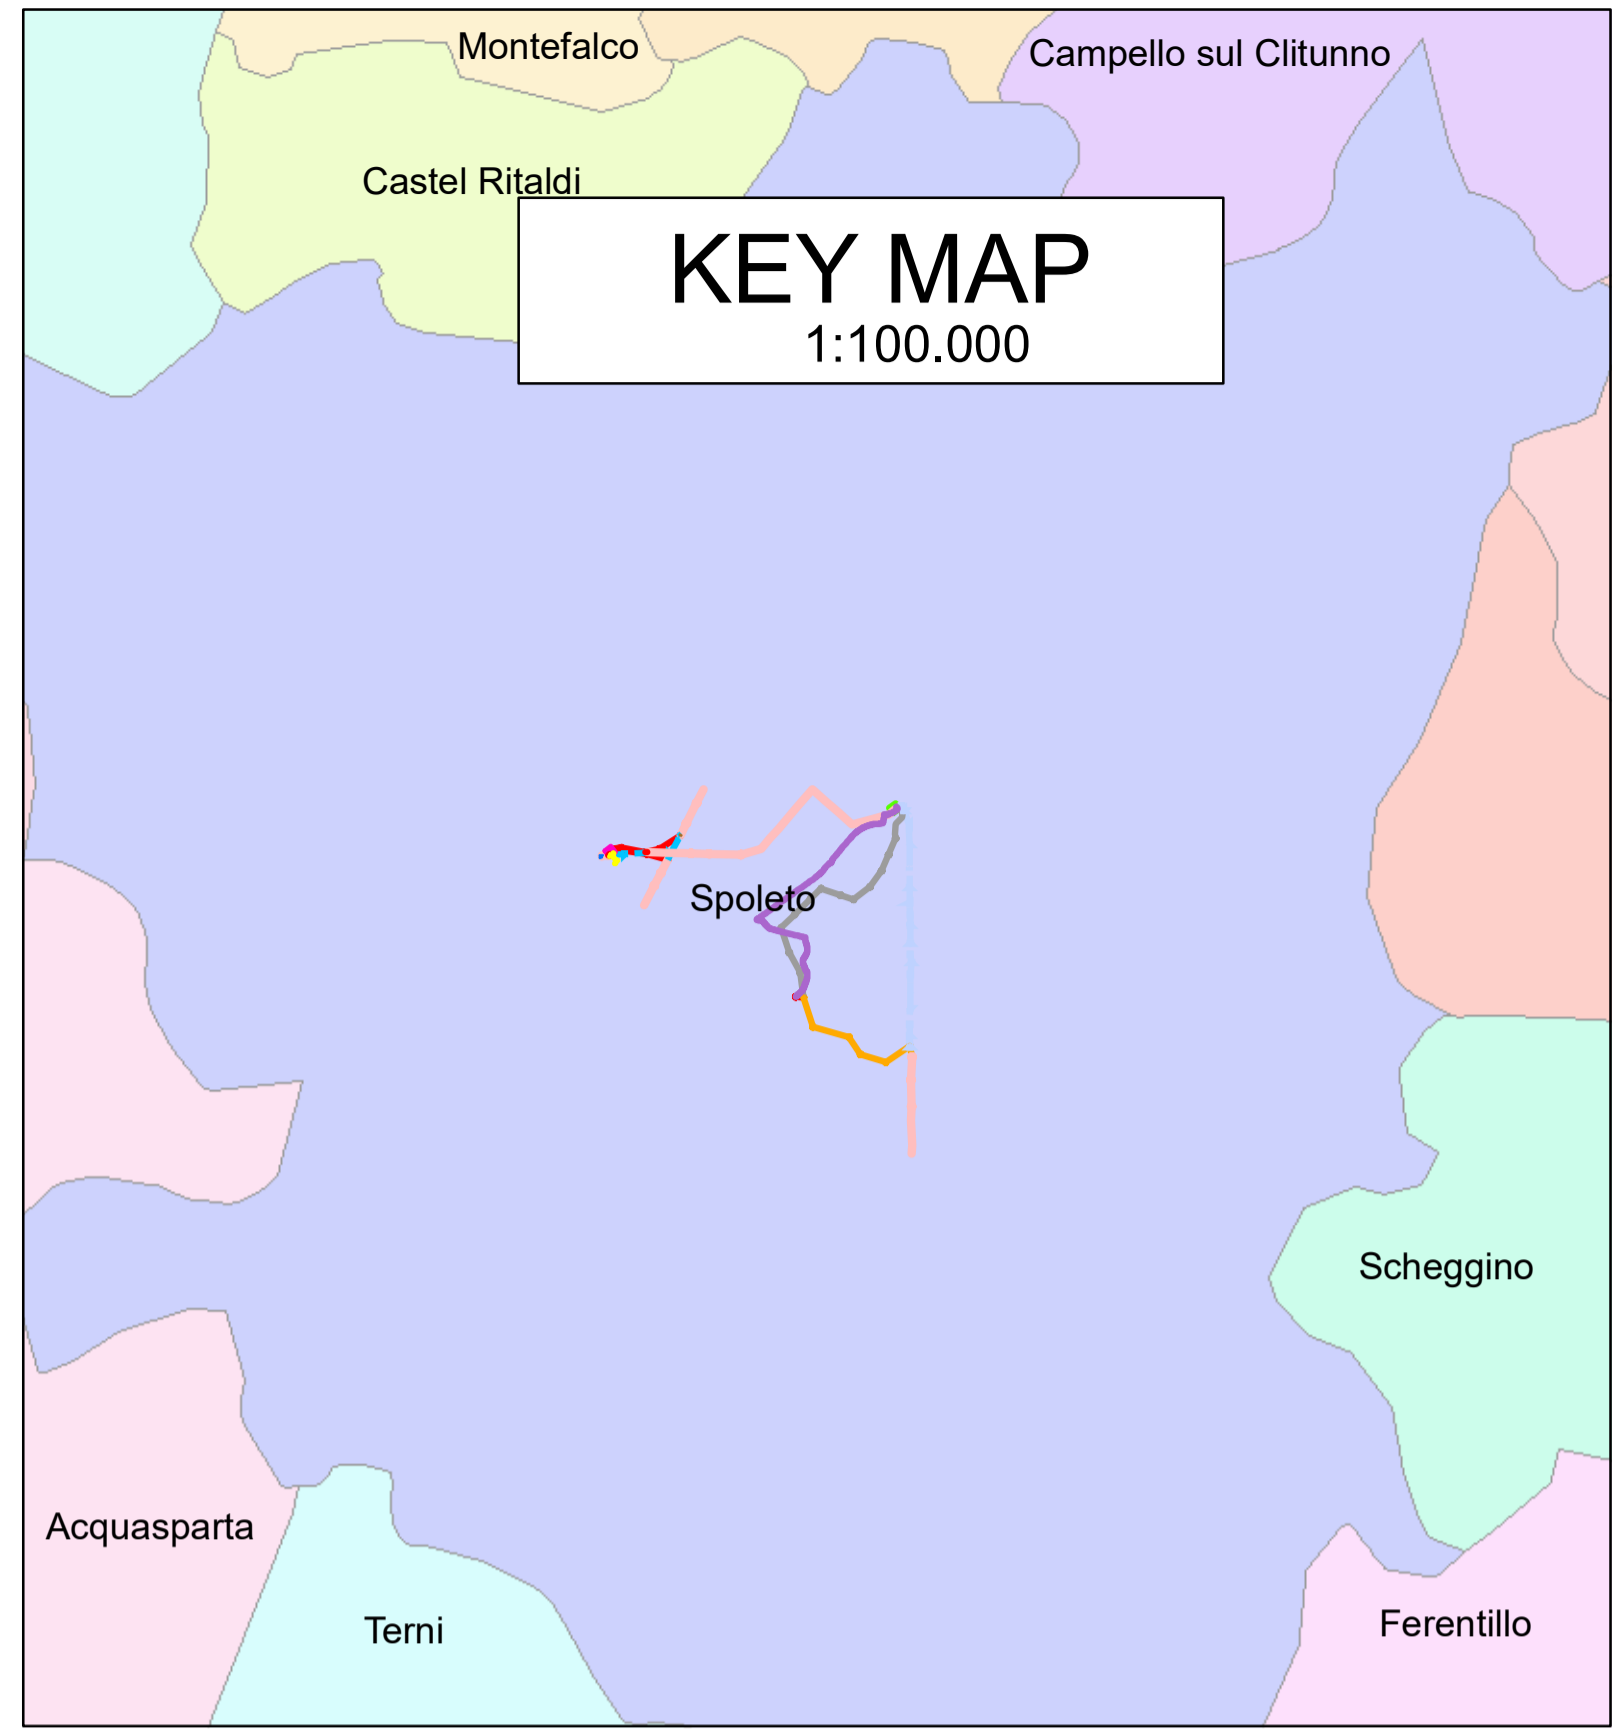 Montefalco
Campello sul Clitunno
Castel Ritaldi
KEY MAP
1:100.000
Spoleto
Scheggino
Acquasparta
Terni
Ferentillo